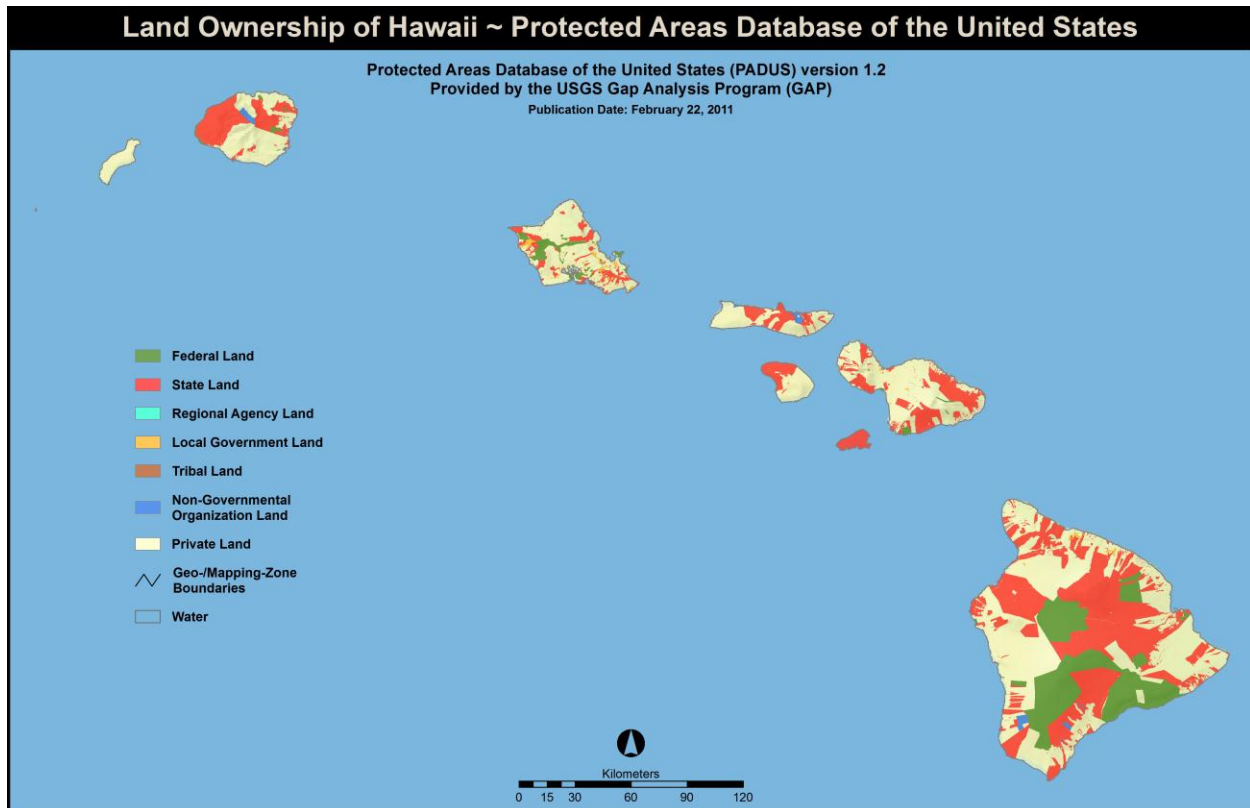 Land Ownership of Hawaii ~ Protected Areas Database of the United States
Protected Areas Database of the United States (PADUS) version 1.2
Provided by the USGS Gap Analysis Program (GAP)
Publication Date: February 22, 2011
Federal Land
State Land
Regional Agency Land
Local Government Land
Tribal Land
Non-Governmental
Organization Land
Private Land
Geo-/Mapping-Zone
Boundaries
Water
Kilometers
0 15 30 60 90 120